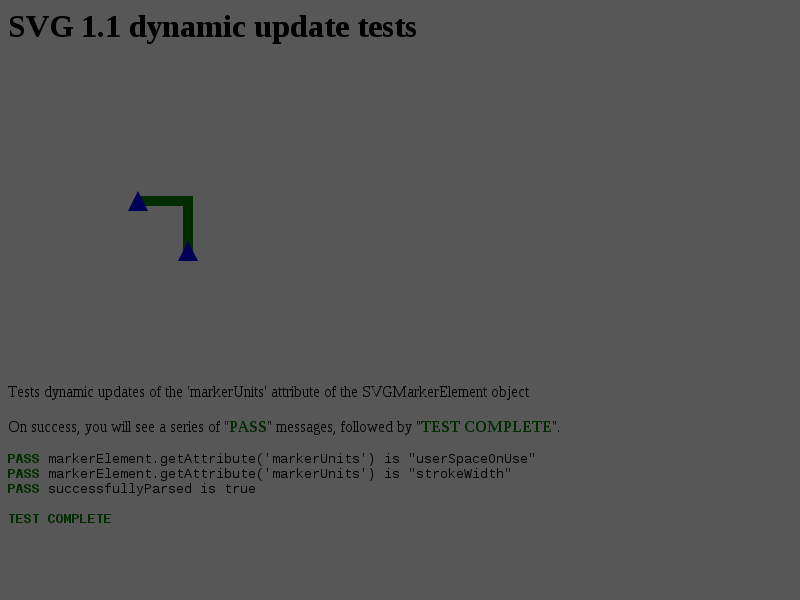 SVG 1.1 dynamic update tests
Tests dynamic updates of the 'markerUnits' attribute of the SVGMarkerElement object
On success, you will see a series of "PASS" messages, followed by "TEST COMPLETE".
PASS markerElement.getAttribute('markerUnits') is "userSpaceOnUse"
PASS markerElement.getAttribute('markerUnits') is "strokeWidth"
PASS successfullyParsed is true
TEST COMPLETE